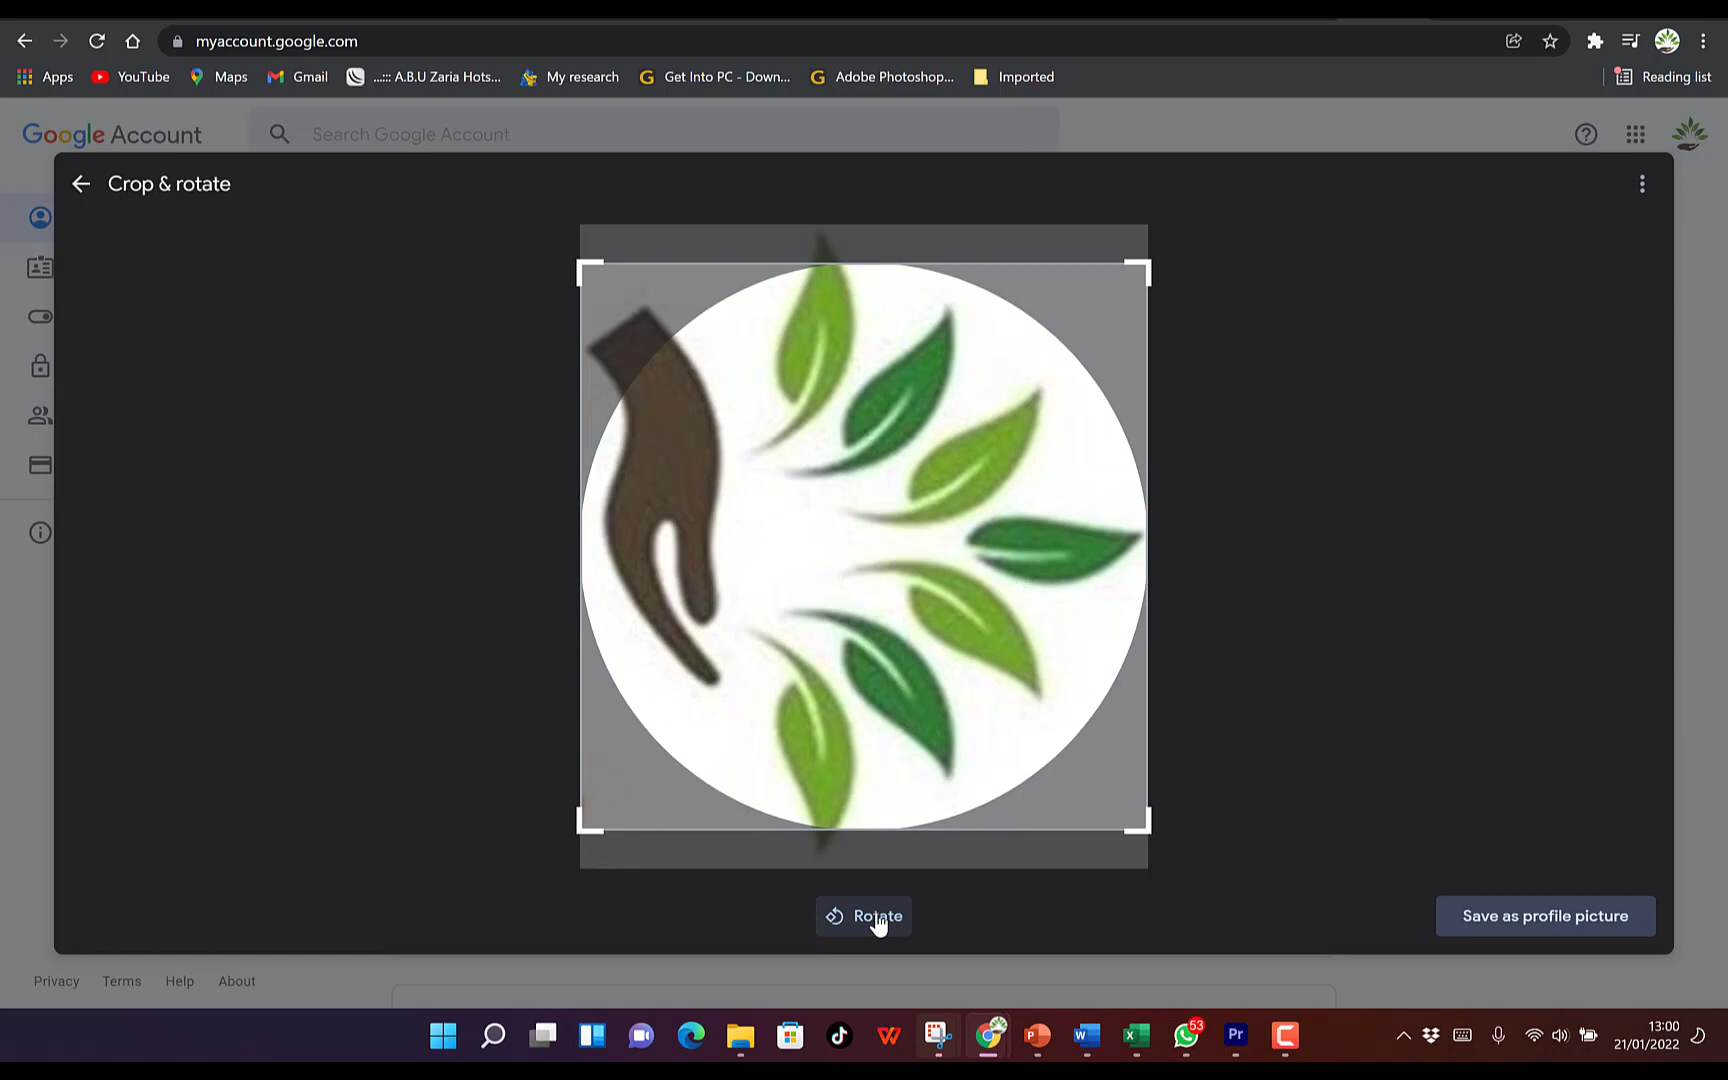 myaccount.google.com
Apps YouTube Maps Gmail ...::: A.B.U Zaria Hots... My research Get Into PC - Down... Adobe Photoshop... Imported Reading list
Google Account Search Google Account
Crop & rotate
Rotate
Save as profile picture
Privacy Terms Help About
53
13:00
21/01/2022